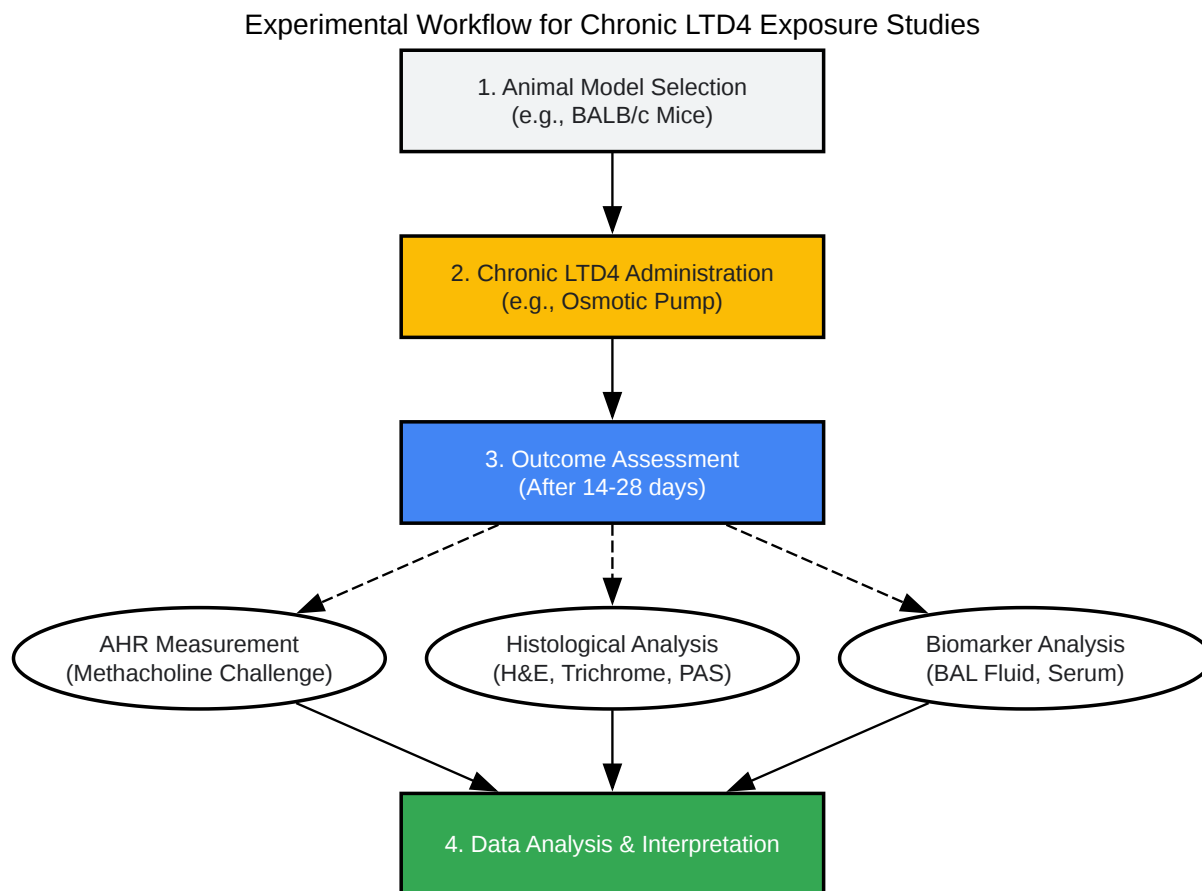 Experimental Workflow for Chronic LTD4 Exposure Studies
1. Animal Model Selection
(e.g., BALB/c Mice)
2. Chronic LTD4 Administration
(e.g., Osmotic Pump)
3. Outcome Assessment
(After 14-28 days)
AHR Measurement
(Methacholine Challenge)
Histological Analysis
(H&E, Trichrome, PAS)
Biomarker Analysis
(BAL Fluid, Serum)
4. Data Analysis & Interpretation